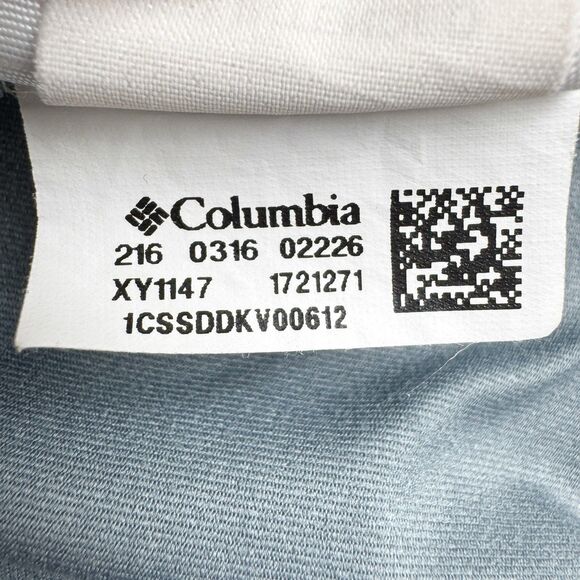 Columbia
216 0316 02226
XY1147 1721271
1CSSDDKV00612